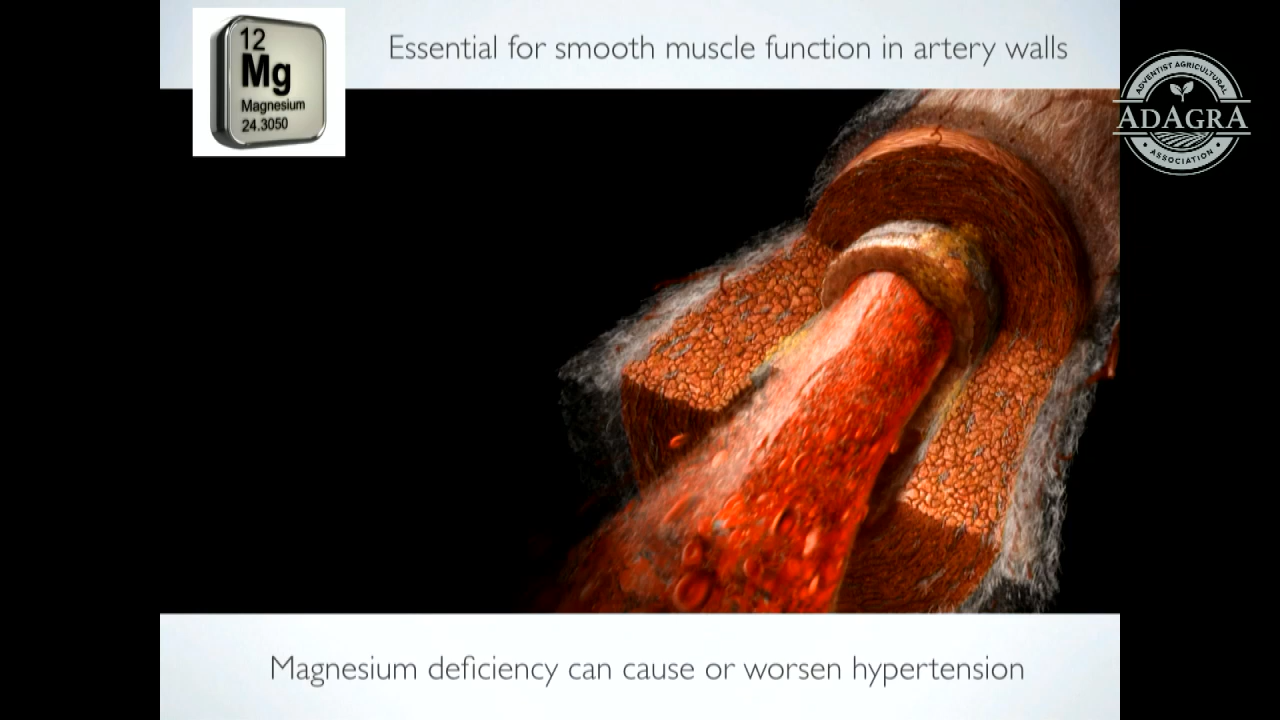 12
Mg
Magnesium
24.3050
Essential for smooth muscle function in artery walls
ADVENTIST AGRICULTURAL
ADAGRA
ASSOCIATION
Magnesium deficiency can cause or worsen hypertension